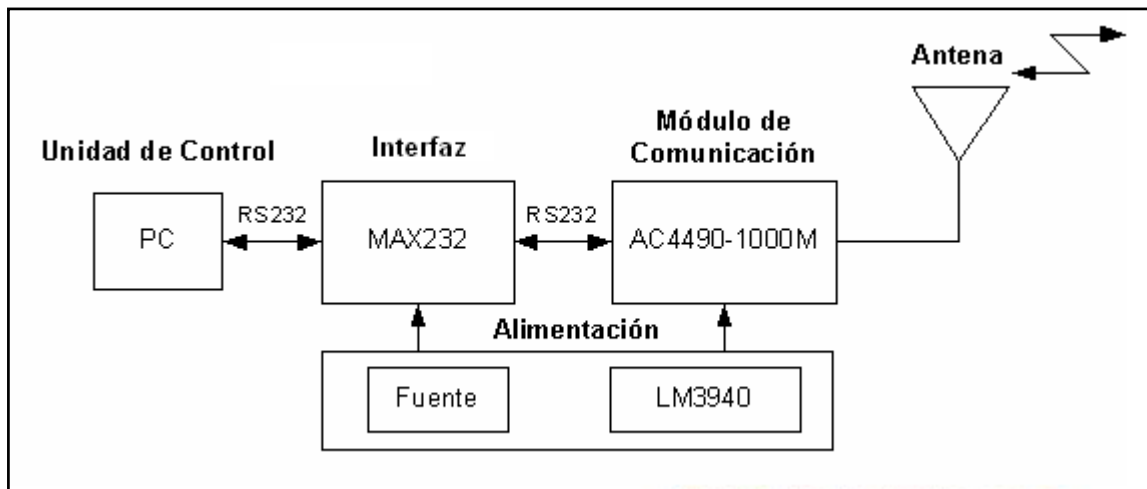 Antena
Módulo de
Comunicación
Interfaz
Unidad de Control
RS232
RS232
PC
MAX232
AC4490-1000M
Alimentación
Fuente
LM3940